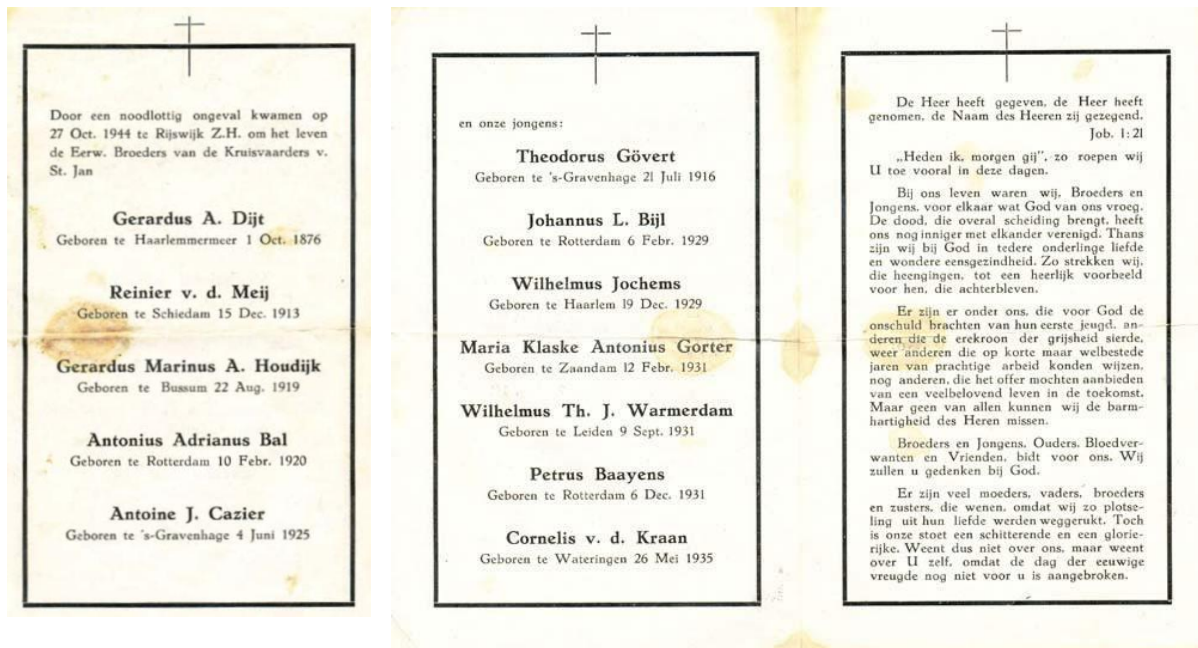 Door een noodlottig ongeval kwamen op
27 Oct. 1944 te Rijswijk Z.H. om het leven
de Eerw. Broeders van de Kruisvaarders v.
St. Jan
Gerardus A. Dijt
Geboren te Haarlemmermeer 1 Oct. 1876
Reinier v. d. Meij
Geboren te Schiedam 15 Dec. 1913
Gerardus Marinus A. Houdijk
Geboren te Bussum 22 Aug. 1919
Antonius Adrianus Bal
Geboren te Rotterdam 10 Febr. 1920
Antoine J. Cazier
Geboren te 's-Gravenhage 4 Juni 1925
en onze jongens:
Theodorus Gövert
Geboren te 's-Gravenhage 21 Juli 1916
Johannus L. Bijl
Geboren te Rotterdam 6 Febr. 1929
Wilhelmus Jochems
Geboren te Haarlem 19 Dec. 1929
Maria Klaske Antonius Gorter
Geboren te Zaandam 12 Febr. 1931
Wilhelmus Th. J. Warmerdam
Geboren te Leiden 9 Sept. 1931
Petrus Baayens
Geboren te Rotterdam 6 Dec. 1931
Cornelis v. d. Kraan
Geboren te Wateringen 26 Mei 1935
De Heer heeft gegeven, de Heer heeft
genomen, de Naam des Heeren zij gezegend.
Job. 1:21
„Heden ik, morgen gij", zo roepen wij
U toe vooral in deze dagen.
Bij ons leven waren wij, Broeders en
Jongens, voor elkaar wat God van ons vroeg.
De dood, die overal scheiding brengt, heeft
ons nog inniger met elkander verenigd. Thans
zijn wij bij God in tedere onderlinge liefde
en wondere eensgezindheid. Zo strekken wij,
die heengingen, tot een heerlijk voorbeeld
voor hen, die achterbleven.
Er zijn er onder ons, die voor God de
onschuld brachten van hun eerste jeugd, an-
deren die de erekroon der grijsheid sierde,
weer anderen die op korte maar welbestede
jaren van prachtige arbeid konden wijzen,
nog anderen, die het offer mochten aanbieden
van een veelbelovend leven in de toekomst.
Maar geen van allen kunnen wij de barm-
hartigheid des Heren missen.
Broeders en Jongens, Ouders, Bloedver-
wanten en Vrienden, bidt voor ons. Wij
zullen u gedenken bij God.
Er zijn veel moeders, vaders, broeders
en zusters, die wenen, omdat wij zo plotse-
ling uit hun liefde werden weggerukt. Toch
is onze stoet een schitterende en een glorie-
rijke. Weent dus niet over ons, maar weent
over U zelf, omdat de dag der eeuwige
vreugde nog niet voor u is aangebroken.